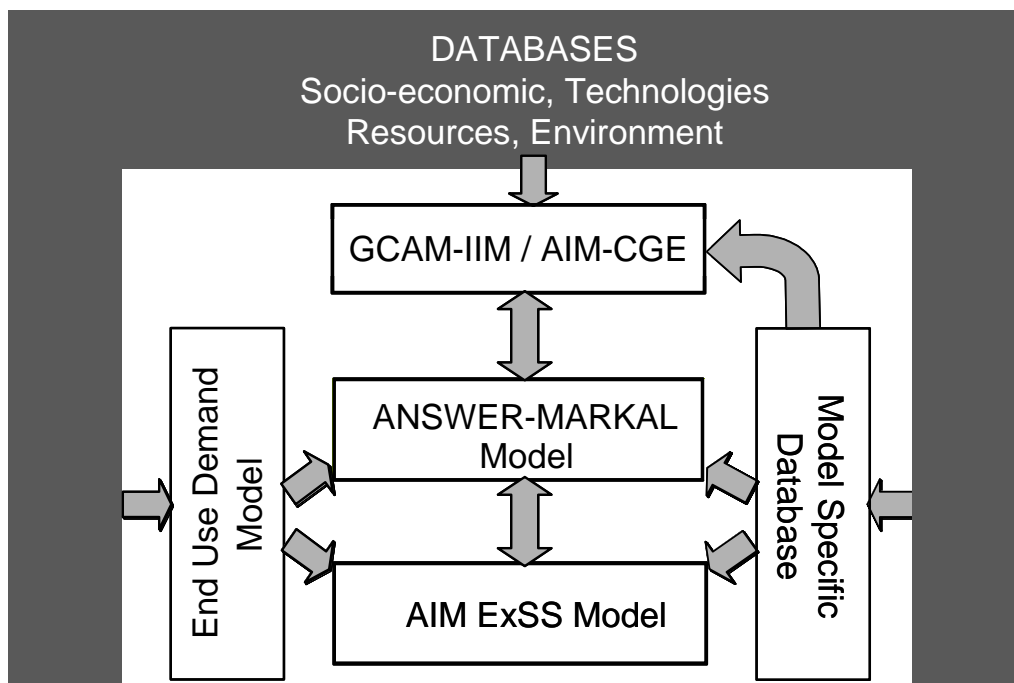 DATABASES
Socio-economic, Technologies
Resources, Environment
GCAM-IIM / AIM-CGE
End Use Demand
Model
ANSWER-MARKAL
Model
Model Specific
Database
AIM ExSS Model